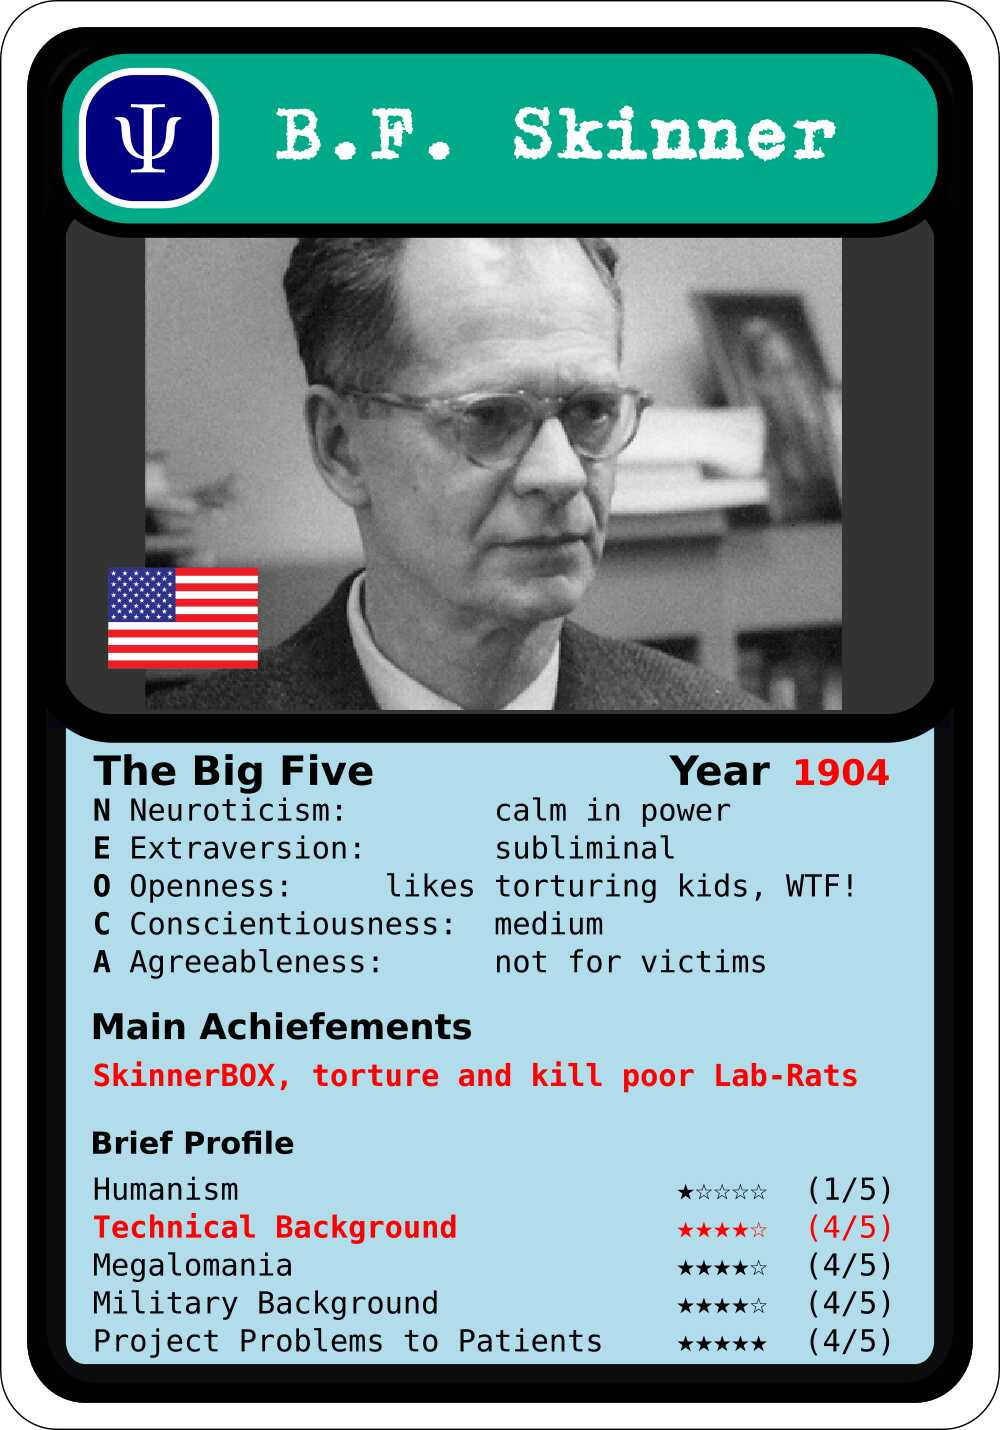 Ψ B.F. Skinner
The Big Five Year 1904
N Neuroticism: calm in power
E Extraversion: subliminal
O Openness: likes torturing kids, WTF!
C Conscientiousness: medium
A Agreeableness: not for victims
Main Achiefements
SkinnerBOX, torture and kill poor Lab-Rats
Brief Profile
Humanism ★☆☆☆☆ (1/5)
Technical Background ★★★★☆ (4/5)
Megalomania ★★★★☆ (4/5)
Military Background ★★★★☆ (4/5)
Project Problems to Patients ★★★★★ (4/5)